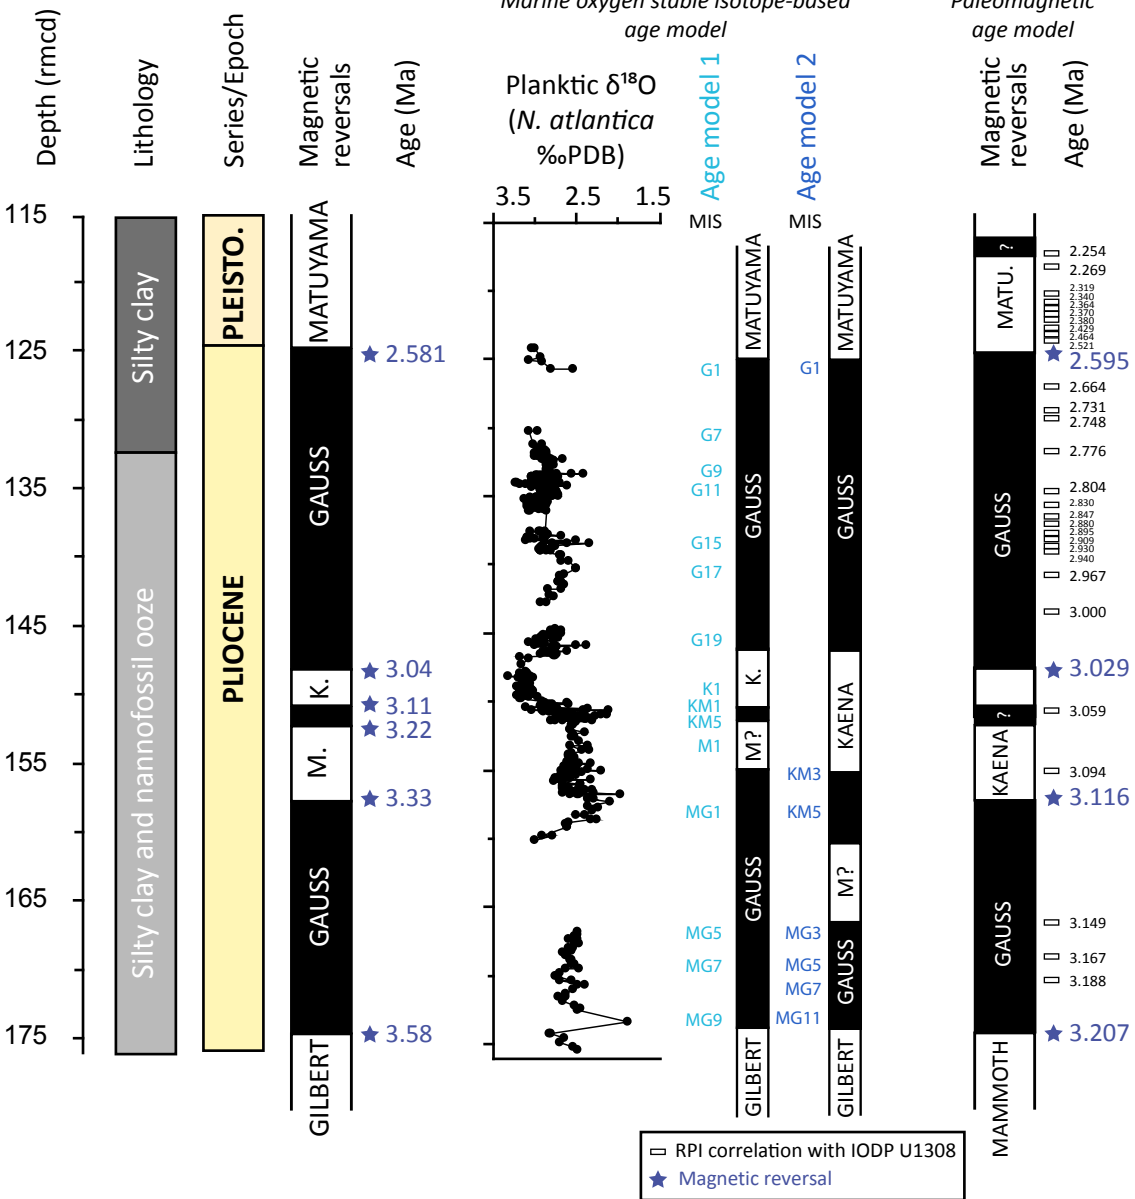 Marine oxygen stable isotope-based
age model
Paleomagnetic
age model
Depth (rmcd)
Lithology
Series/Epoch
Magnetic
reversals
Age (Ma)
Planktic δ¹⁸O
(N. atlantica
‰PDB)
Age model 1
Age model 2
Magnetic
reversals
Age (Ma)
3.5 2.5 1.5
MIS
MIS
115
125
135
145
155
165
175
Silty clay
Silty clay and nannofossil ooze
PLEISTO.
PLIOCENE
MATUYAMA
GAUSS
K.
M.
GAUSS
GILBERT
2.581
3.04
3.11
3.22
3.33
3.58
G1
G7
G9
G11
G15
G17
G19
K1
KM1
KM5
M1
MG1
MG5
MG7
MG9
MATUYAMA
GAUSS
K.
M?
GAUSS
GILBERT
G1
KM3
KM5
MG3
MG5
MG7
MG11
MATUYAMA
GAUSS
KAENA
M?
GAUSS
GILBERT
?
MATU.
GAUSS
?
KAENA
GAUSS
MAMMOTH
2.254
2.269
2.319
2.340
2.364
2.370
2.380
2.429
2.464
2.521
2.595
2.664
2.731
2.748
2.776
2.804
2.830
2.847
2.880
2.895
2.909
2.930
2.940
2.967
3.000
3.029
3.059
3.094
3.116
3.149
3.167
3.188
3.207
RPI correlation with IODP U1308
Magnetic reversal